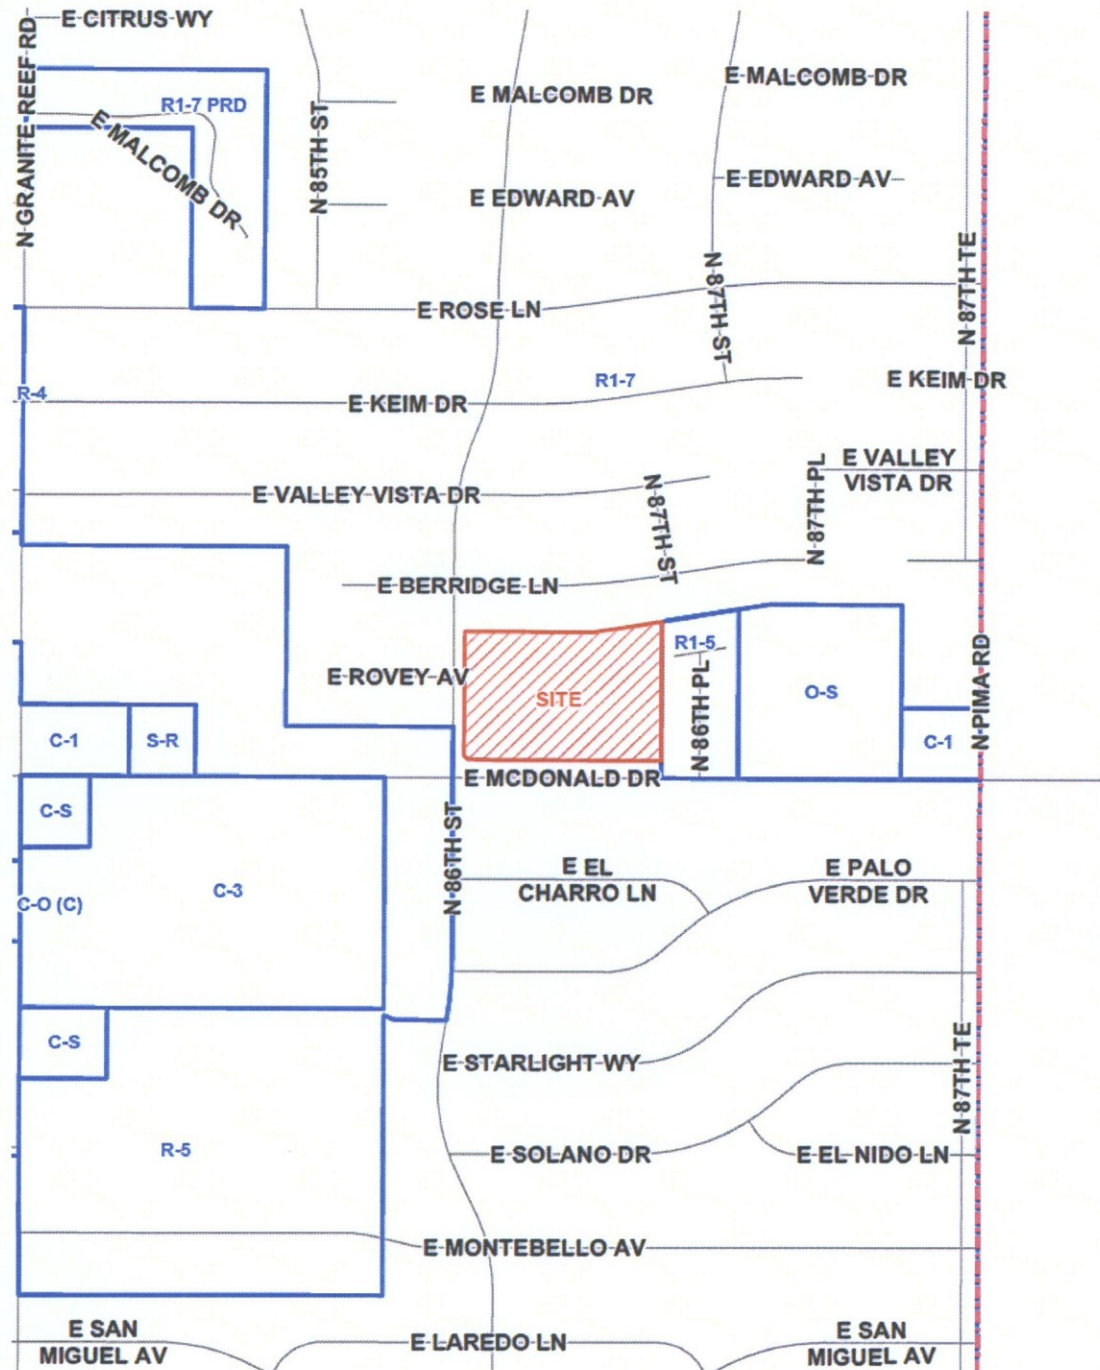 E CITRUS WY
N GRANITE REEF RD
R1-7 PRD
E MALCOMB DR
N 85TH ST
E MALCOMB DR
E MALCOMB DR
E EDWARD AV
E EDWARD AV
N 87TH ST
N 87TH TE
E ROSE LN
R-4
R1-7
E KEIM DR
E KEIM DR
E VALLEY
VISTA DR
N 87TH PL
E VALLEY VISTA DR
N 87TH ST
E BERRIDGE LN
R1-5
E ROVEY AV
SITE
N 86TH PL
O-S
N PIMA RD
C-1
S-R
C-1
E MCDONALD DR
C-S
N 86TH ST
C-3
C-O (C)
E EL
CHARRO LN
E PALO
VERDE DR
C-S
E STARLIGHT WY
N 87TH TE
R-5
E SOLANO DR
E EL NIDO LN
E MONTEBELLO AV
E SAN
MIGUEL AV
E LAREDO LN
E SAN
MIGUEL AV